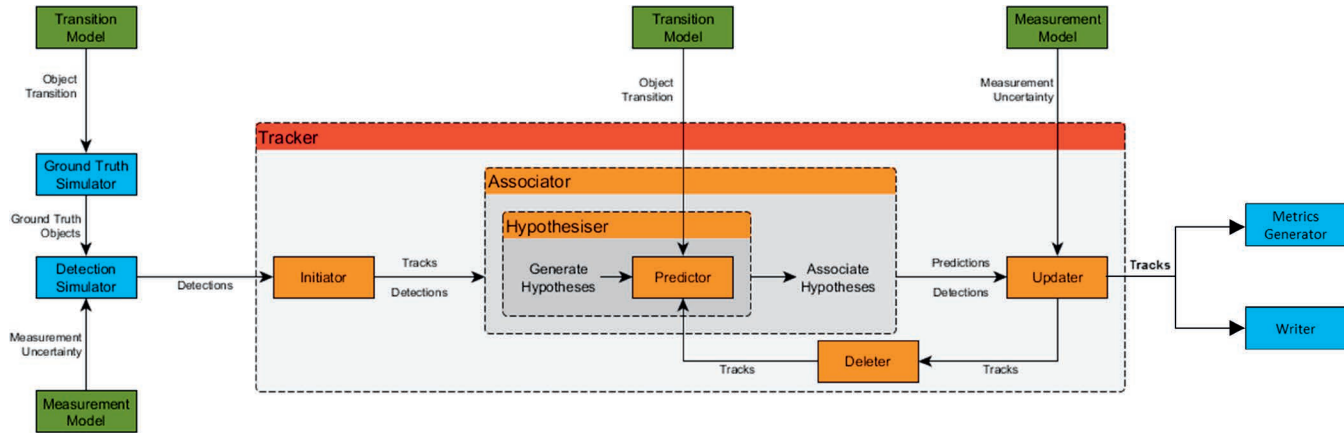 Transition
Model
Transition
Model
Measurement
Model
Object
Transition
Object
Transition
Measurement
Uncertainty
Tracker
Ground Truth
Simulator
Associator
Ground Truth
Objects
Hypothesiser
Metrics
Generator
Detection
Simulator
Detections
Initiator
Tracks
Detections
Generate
Hypotheses
Predictor
Associate
Hypotheses
Predictions
Detections
Updater
Tracks
Measurement
Uncertainty
Writer
Tracks
Deleter
Tracks
Measurement
Model